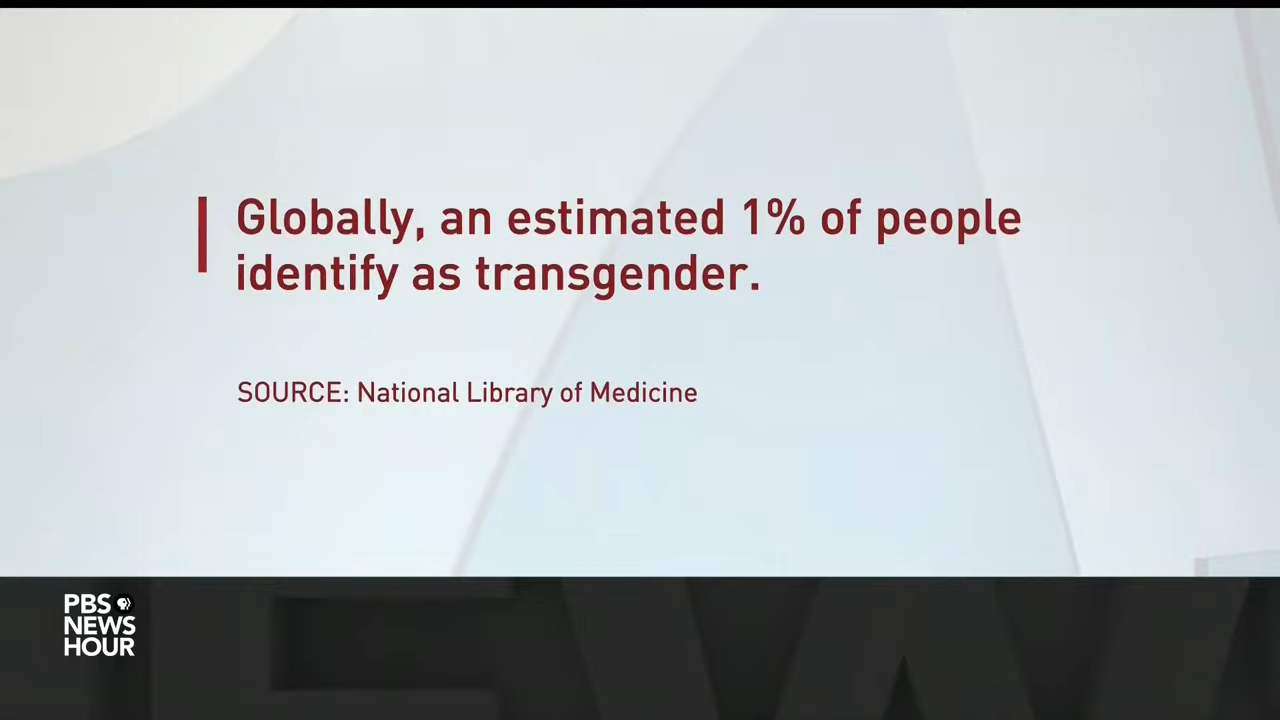 Globally, an estimated 1% of people
identify as transgender.
SOURCE: National Library of Medicine
PBS
NEWS
HOUR